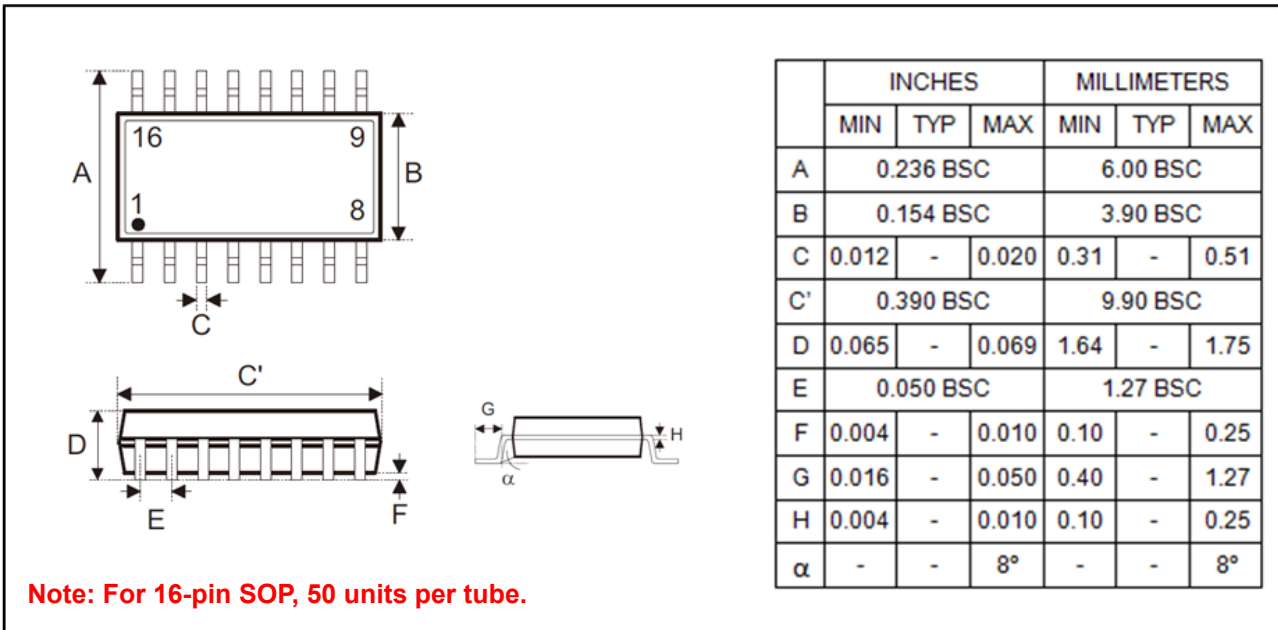 16 9
A B
1 8
C
C'
D
E F
G
H
α
INCHES MILLIMETERS
MIN TYP MAX MIN TYP MAX
A 0.236 BSC 6.00 BSC
B 0.154 BSC 3.90 BSC
C 0.012 - 0.020 0.31 - 0.51
C' 0.390 BSC 9.90 BSC
D 0.065 - 0.069 1.64 - 1.75
E 0.050 BSC 1.27 BSC
F 0.004 - 0.010 0.10 - 0.25
G 0.016 - 0.050 0.40 - 1.27
H 0.004 - 0.010 0.10 - 0.25
α - - 8° - - 8°
Note: For 16-pin SOP, 50 units per tube.